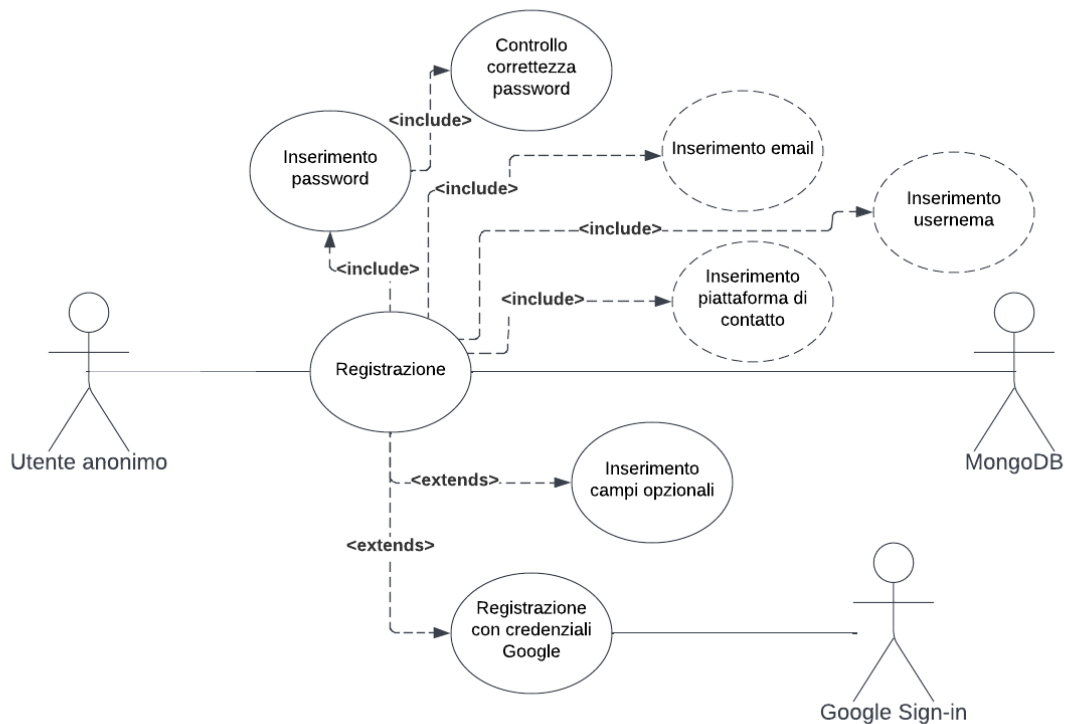 Controllo
correttezza
password
<include>
Inserimento
password
Inserimento email
<include>
Inserimento
usernema
<include>
<include>
Inserimento
piattaforma di
contatto
<include>
Registrazione
Utente anonimo
MongoDB
Inserimento
campi opzionali
<extends>
<extends>
Registrazione
con credenziali
Google
Google Sign-in